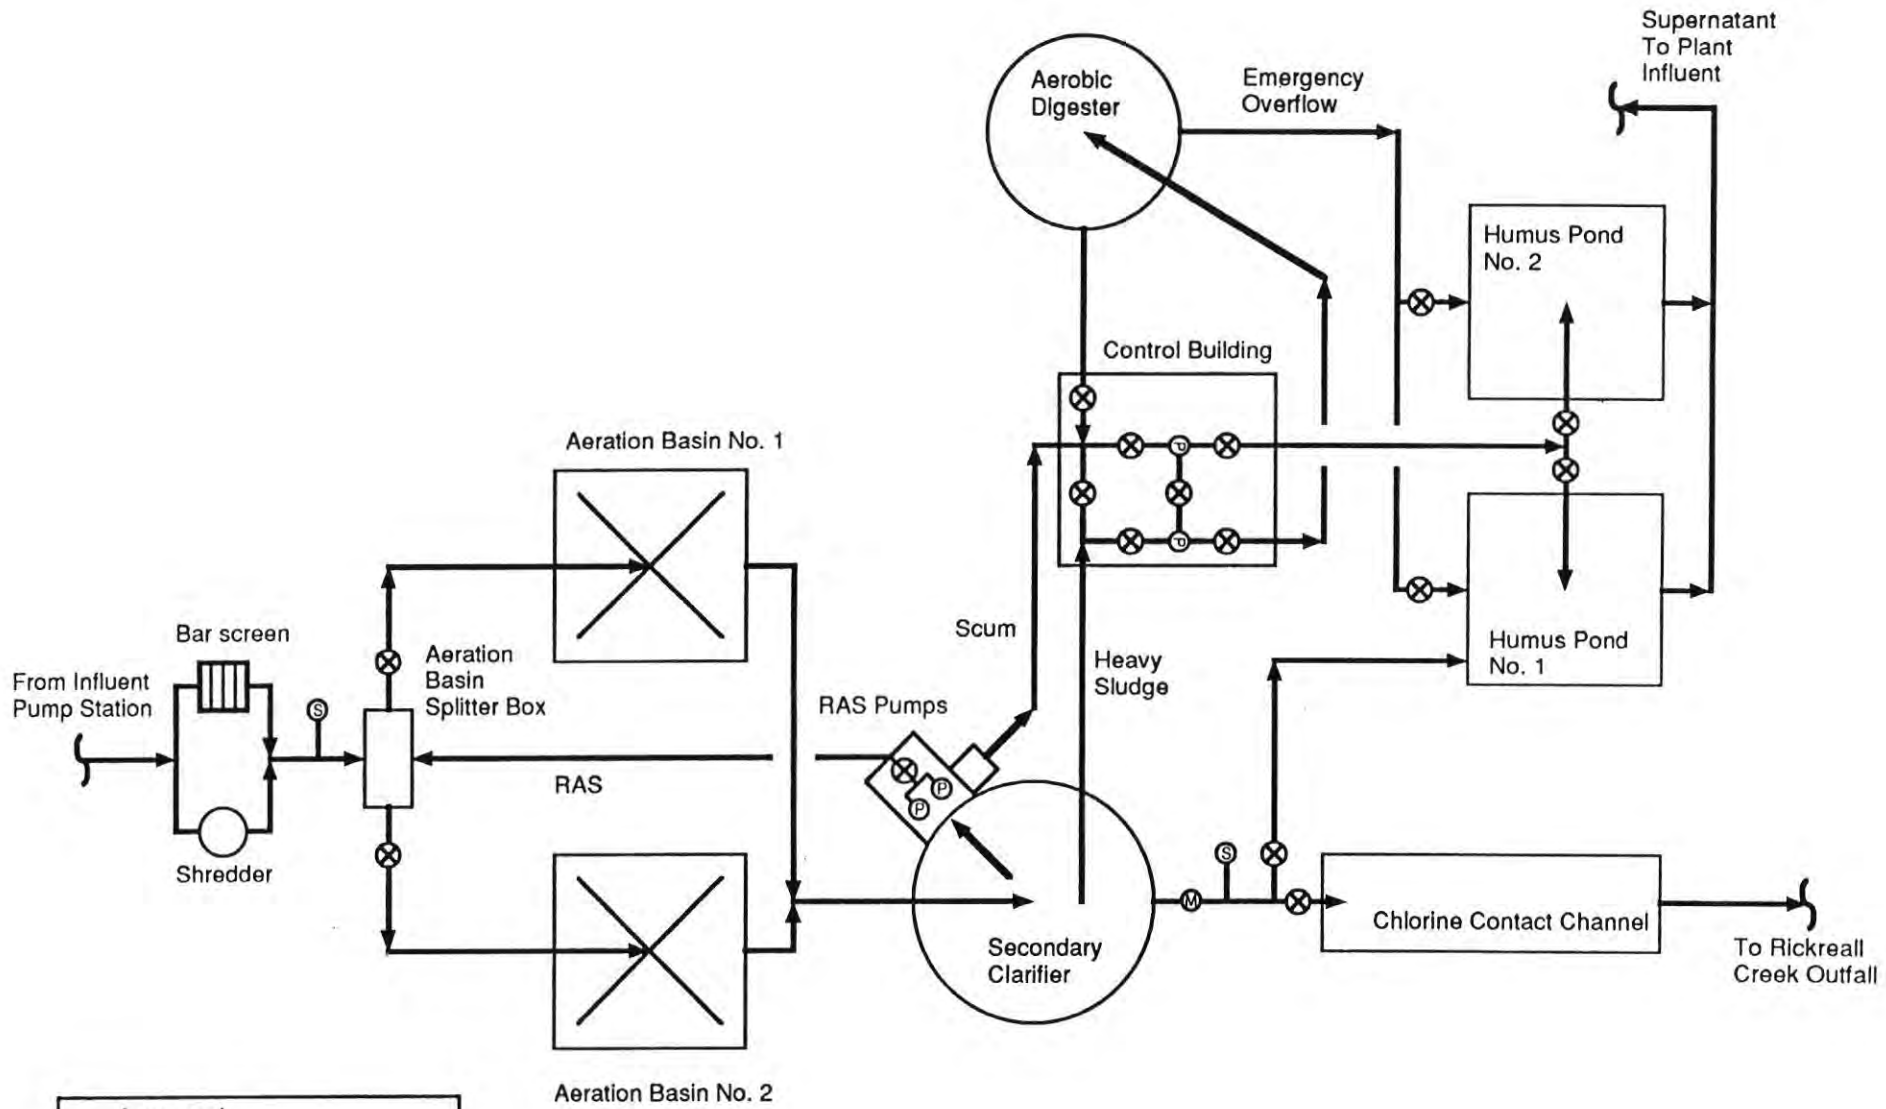 Supernatant
To Plant
Influent
Aerobic
Digester
Emergency
Overflow
Humus Pond
No. 2
Control Building
P
P
Aeration Basin No. 1
Scum
Heavy
Sludge
Humus Pond
No. 1
Bar screen
From Influent
Pump Station
S
Aeration
Basin
Splitter Box
RAS Pumps
P
P
RAS
Shredder
S
M
Secondary
Clarifier
Chlorine Contact Channel
To Rickreall
Creek Outfall
Aeration Basin No. 2